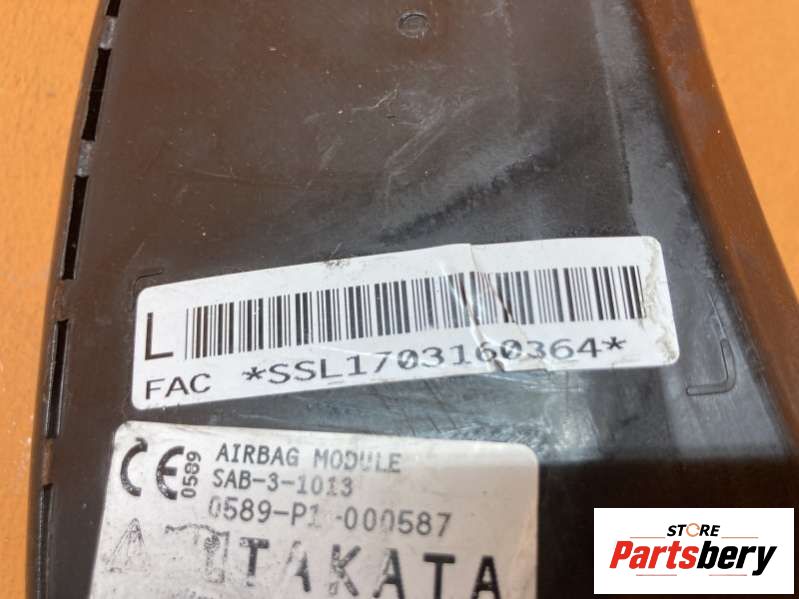 L
FAC *SSL1703160364*
CE 0589
AIRBAG MODULE
SAB-3-1013
0589-P1-000587
TAKATA
STORE
Partsbery